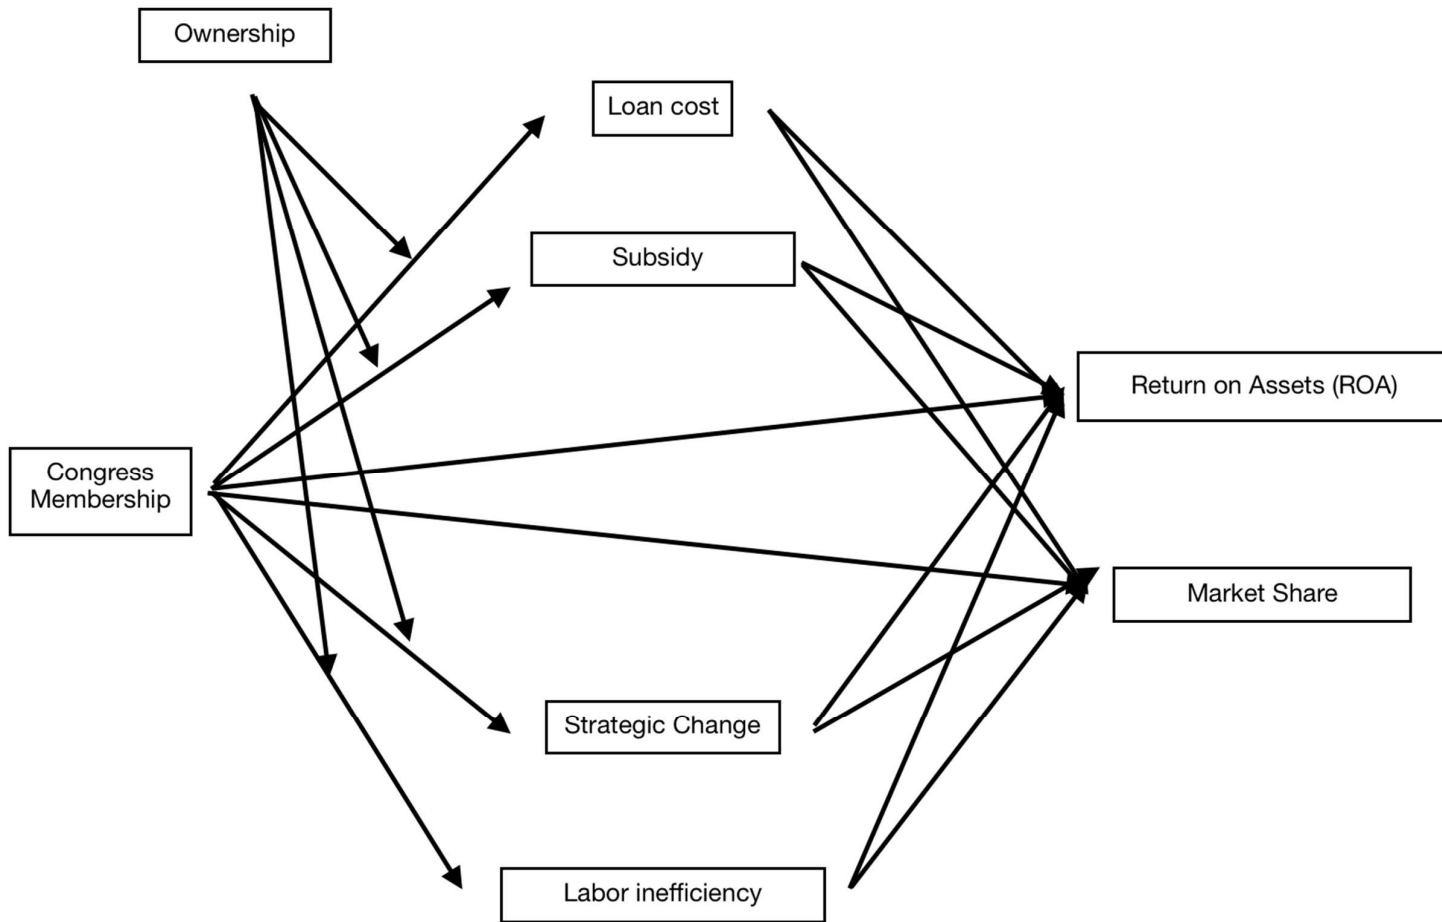 Ownership
Loan cost
Subsidy
Return on Assets (ROA)
Congress
Membership
Market Share
Strategic Change
Labor inefficiency